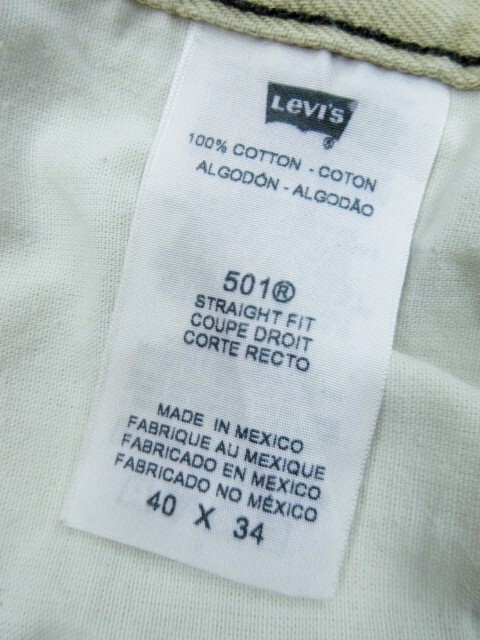 Levi's
®
100% COTTON - COTON
ALGODÓN - ALGODÃO
501®
STRAIGHT FIT
COUPE DROIT
CORTE RECTO
MADE IN MEXICO
FABRIQUE AU MEXIQUE
FABRICADO EN MEXICO
FABRICADO NO MÉXICO
40 X 34